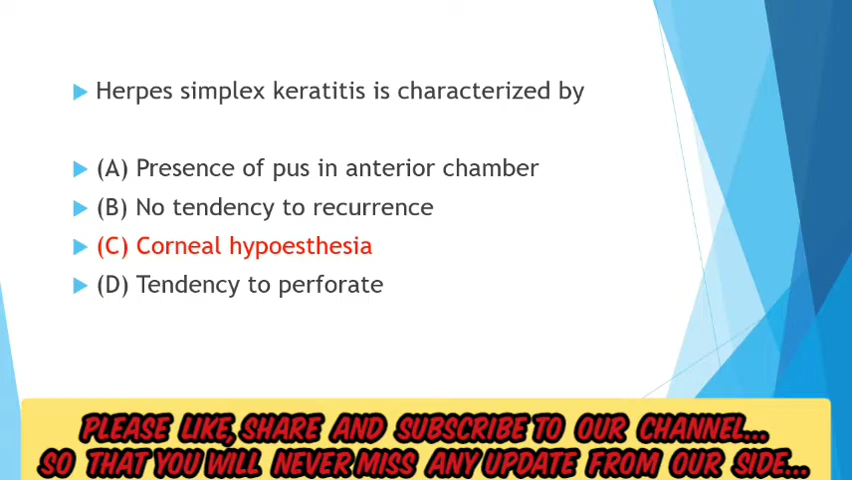 Herpes simplex keratitis is characterized by
(A) Presence of pus in anterior chamber
(B) No tendency to recurrence
(C) Corneal hypoesthesia
(D) Tendency to perforate
PLEASE LIKE, SHARE AND SUBSCRIBE TO OUR CHANNEL...
SO THAT YOU WILL NEVER MISS ANY UPDATE FROM OUR SIDE...